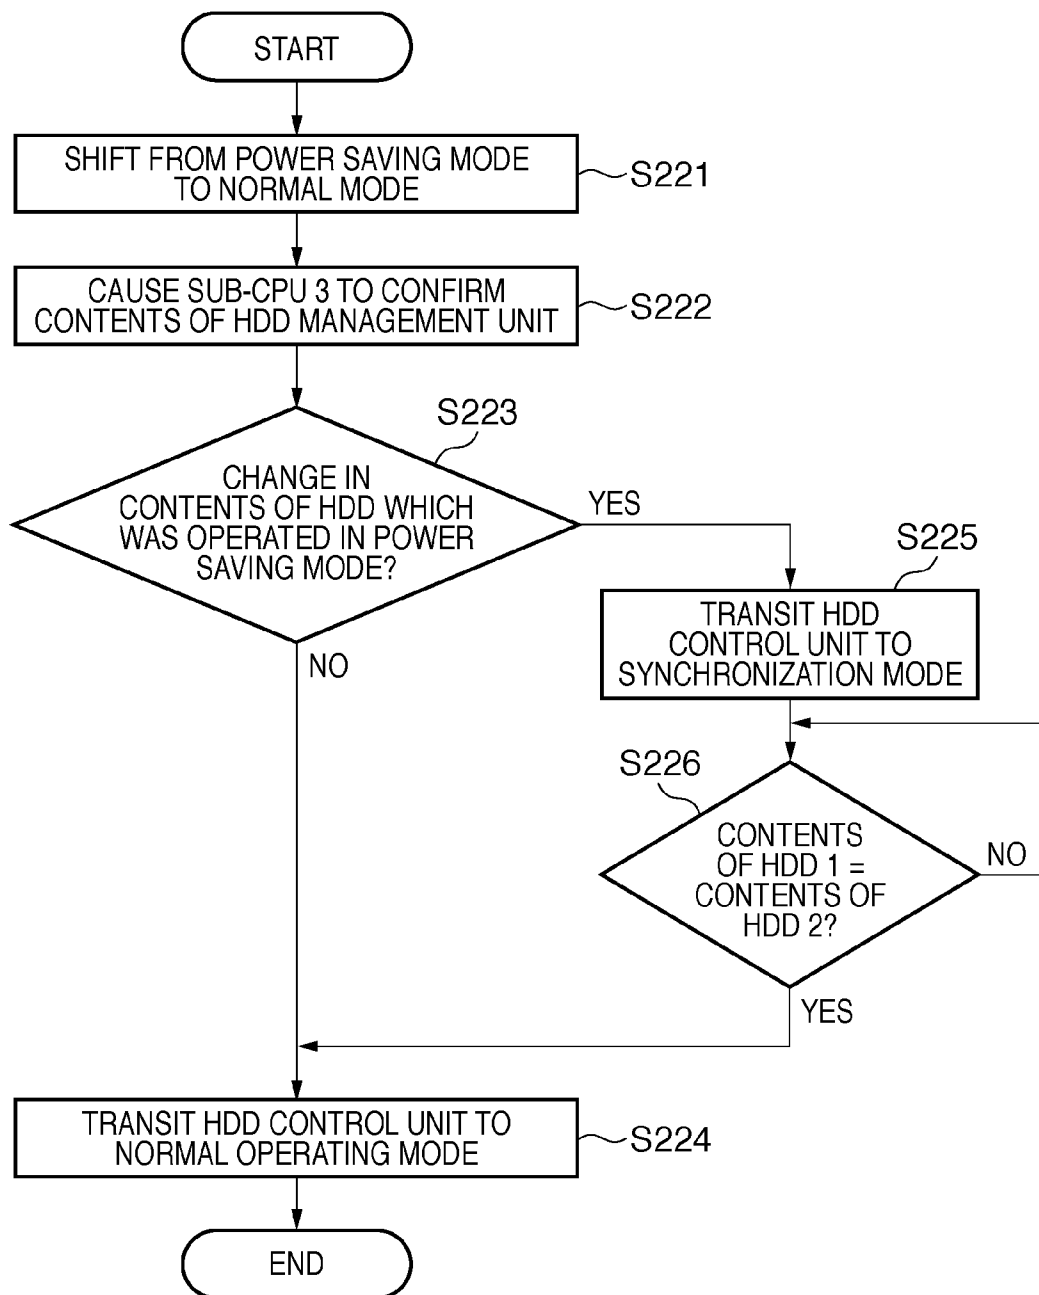 START
SHIFT FROM POWER SAVING MODE
TO NORMAL MODE
S221
CAUSE SUB-CPU 3 TO CONFIRM
CONTENTS OF HDD MANAGEMENT UNIT
S222
S223
CHANGE IN
CONTENTS OF HDD WHICH
WAS OPERATED IN POWER
SAVING MODE?
YES
NO
S225
TRANSIT HDD
CONTROL UNIT TO
SYNCHRONIZATION MODE
S226
CONTENTS
OF HDD 1 =
CONTENTS OF
HDD 2?
NO
YES
TRANSIT HDD CONTROL UNIT TO
NORMAL OPERATING MODE
S224
END